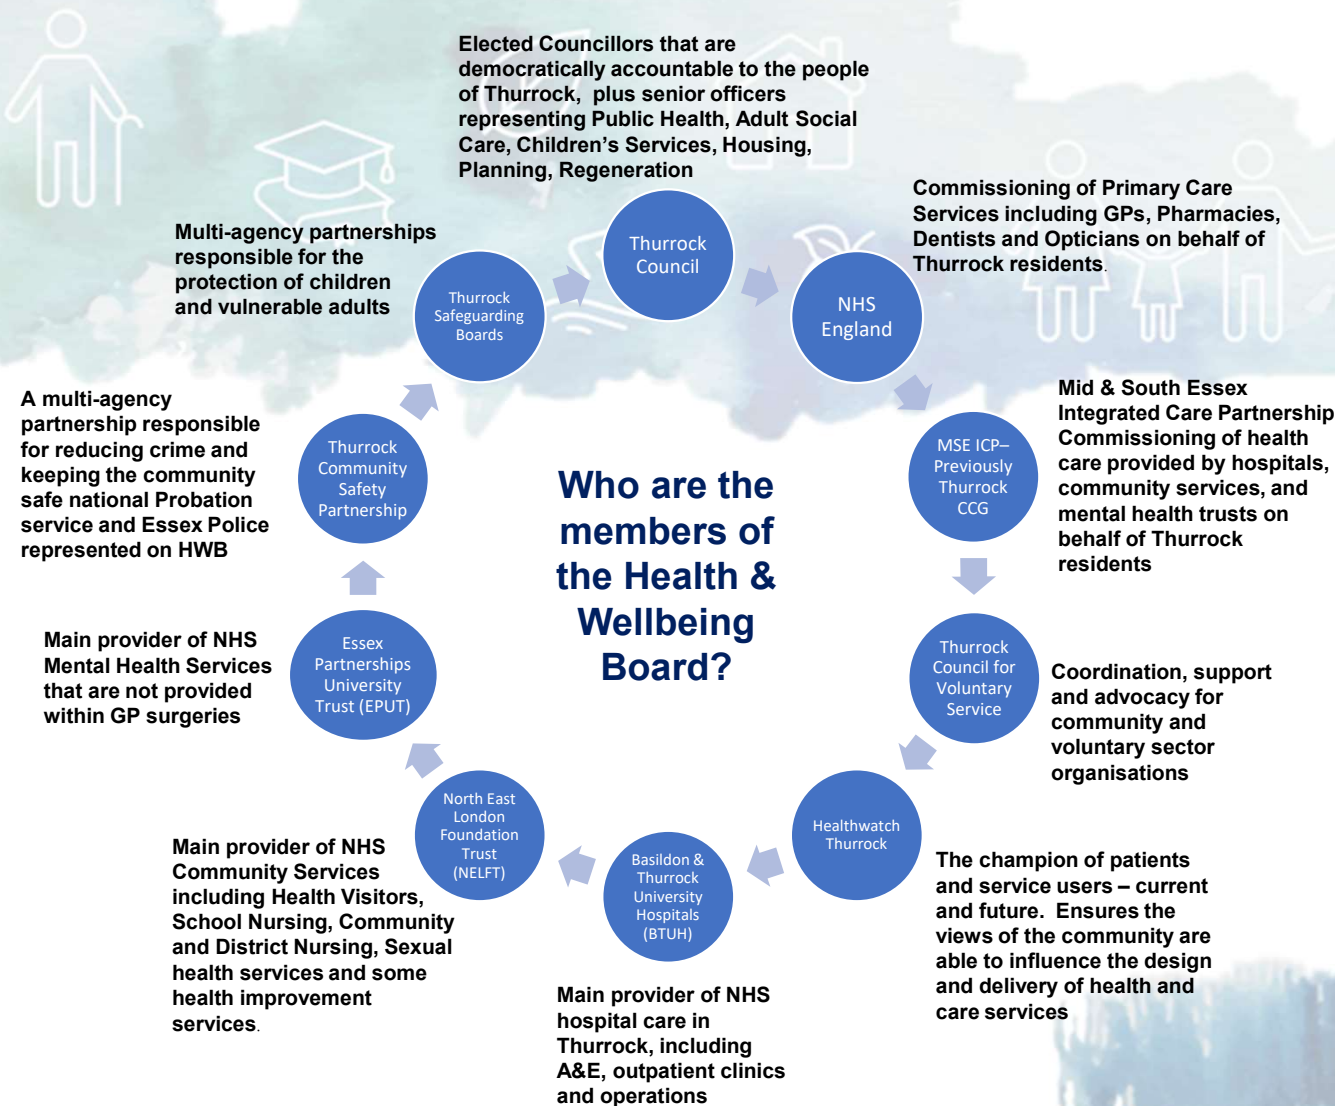 Elected Councillors that are
democratically accountable to the people
of Thurrock, plus senior officers
representing Public Health, Adult Social
Care, Children's Services, Housing,
Planning, Regeneration
Thurrock
Council
Commissioning of Primary Care
Services including GPs, Pharmacies,
Dentists and Opticians on behalf of
Thurrock residents.
NHS
England
Mid & South Essex
Integrated Care Partnership
Commissioning of health
care provided by hospitals,
community services, and
mental health trusts on
behalf of Thurrock
residents
MSE ICP–
Previously
Thurrock
CCG
Thurrock
Council for
Voluntary
Service
Coordination, support
and advocacy for
community and
voluntary sector
organisations
Healthwatch
Thurrock
The champion of patients
and service users – current
and future. Ensures the
views of the community are
able to influence the design
and delivery of health and
care services
Basildon &
Thurrock
University
Hospitals
(BTUH)
Main provider of NHS
hospital care in
Thurrock, including
A&E, outpatient clinics
and operations
North East
London
Foundation
Trust
(NELFT)
Main provider of NHS
Community Services
including Health Visitors,
School Nursing, Community
and District Nursing, Sexual
health services and some
health improvement
services.
Essex
Partnerships
University
Trust (EPUT)
Main provider of NHS
Mental Health Services
that are not provided
within GP surgeries
Thurrock
Community
Safety
Partnership
A multi-agency
partnership responsible
for reducing crime and
keeping the community
safe national Probation
service and Essex Police
represented on HWB
Thurrock
Safeguarding
Boards
Multi-agency partnerships
responsible for the
protection of children
and vulnerable adults
Who are the
members of
the Health &
Wellbeing
Board?